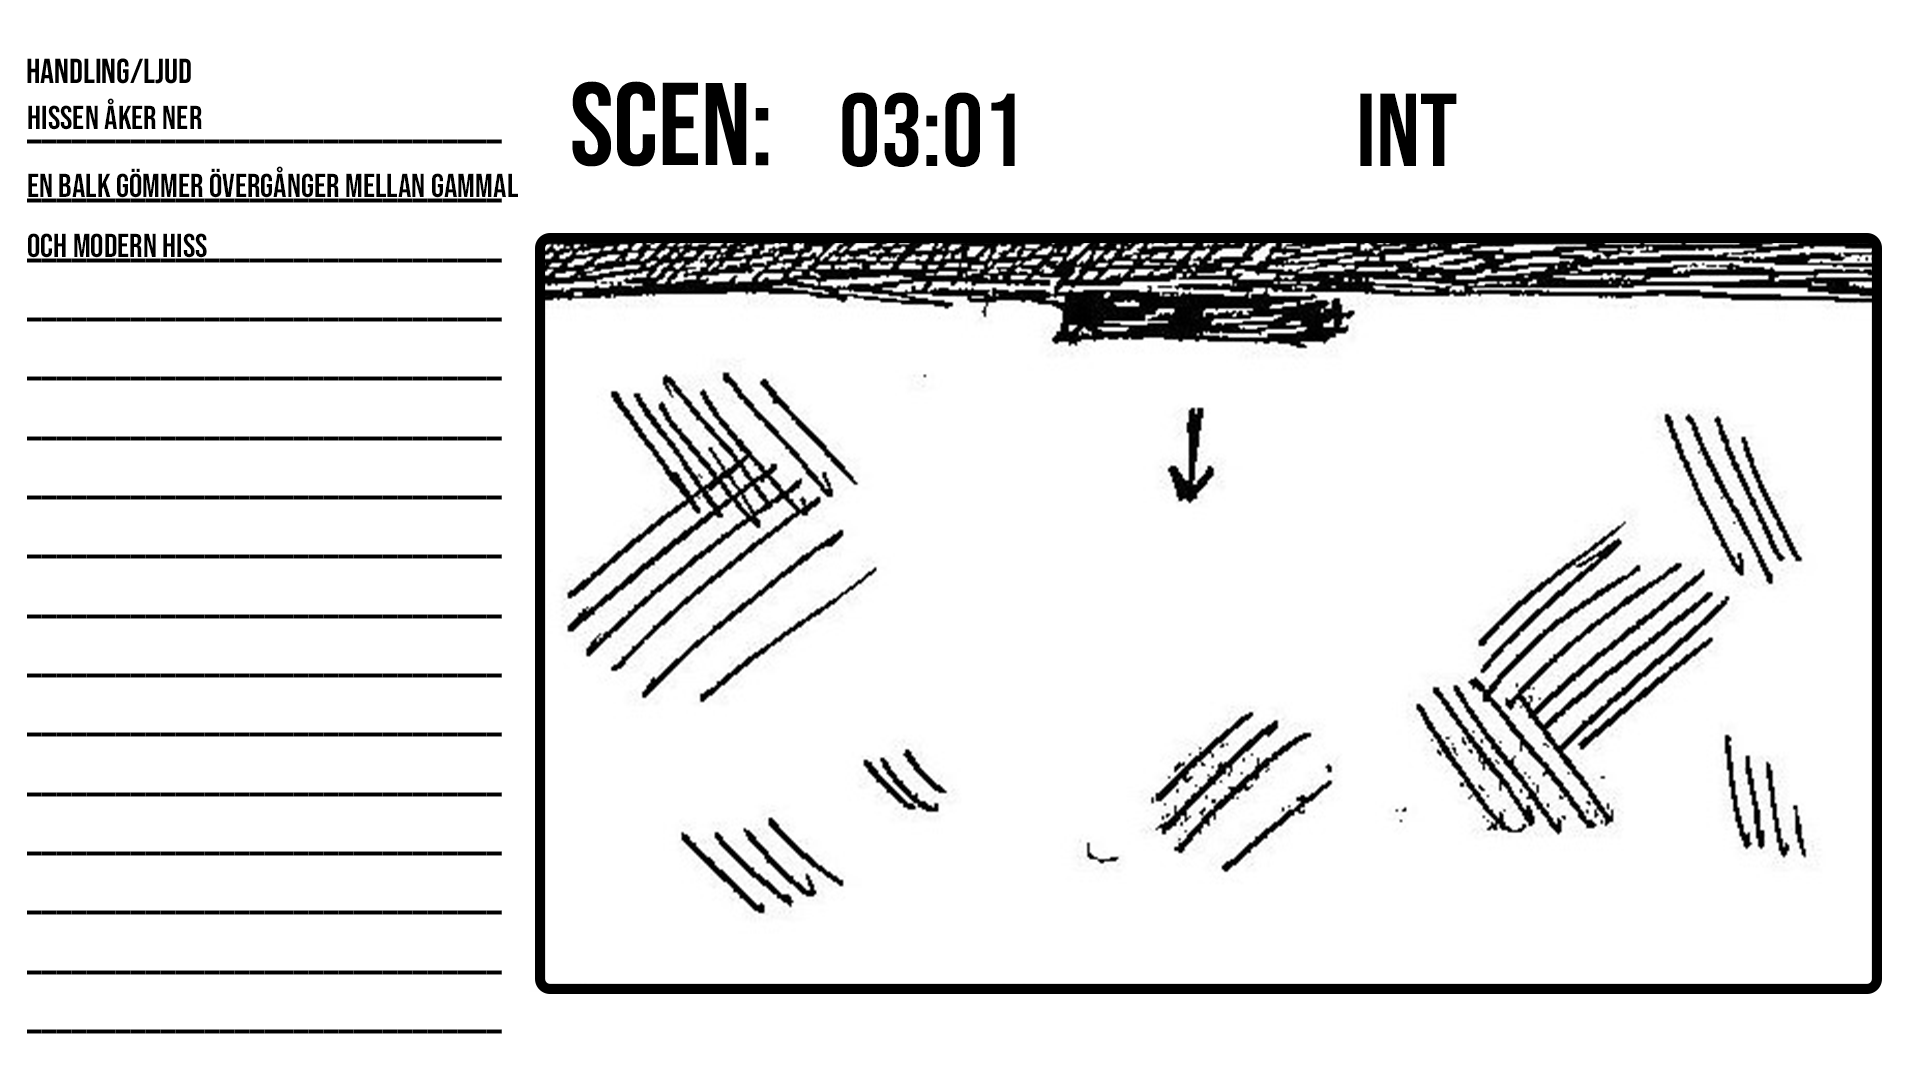 HANDLING/LJUD
HISSEN ÅKER NER
EN BALK GÖMMER ÖVERGÅNGER MELLAN GAMMAL
OCH MODERN HISS
SCEN: 03:01 INT